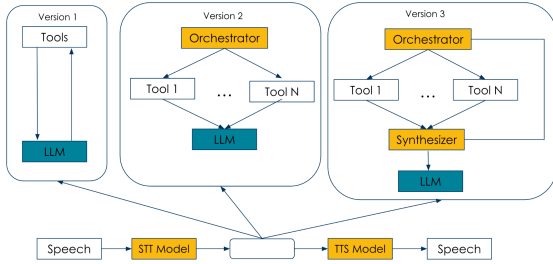 Version 1
Tools
LLM
Version 2
Orchestrator
Tool 1
...
Tool N
LLM
Version 3
Orchestrator
Tool 1
...
Tool N
Synthesizer
LLM
Speech
STT Model
TTS Model
Speech